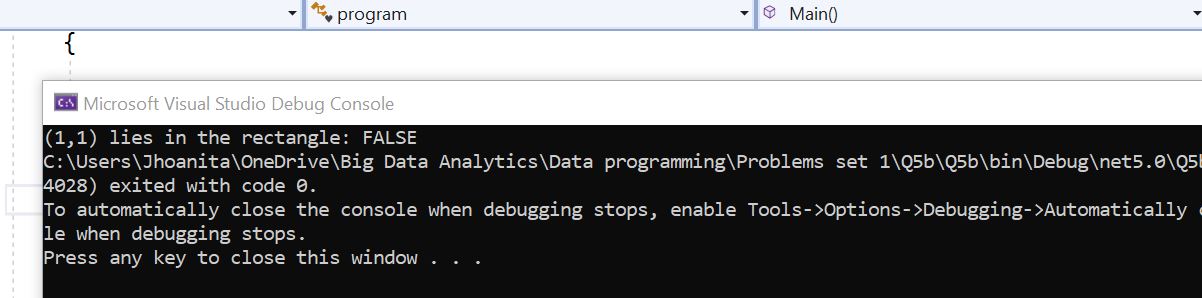 program Main()
{
C:\ Microsoft Visual Studio Debug Console
(1,1) lies in the rectangle: FALSE
C:\Users\Jhoanita\OneDrive\Big Data Analytics\Data programming\Problems set 1\Q5b\Q5b\bin\Debug\net5.0\Q5b
4028) exited with code 0.
To automatically close the console when debugging stops, enable Tools->Options->Debugging->Automatically c
le when debugging stops.
Press any key to close this window . . .